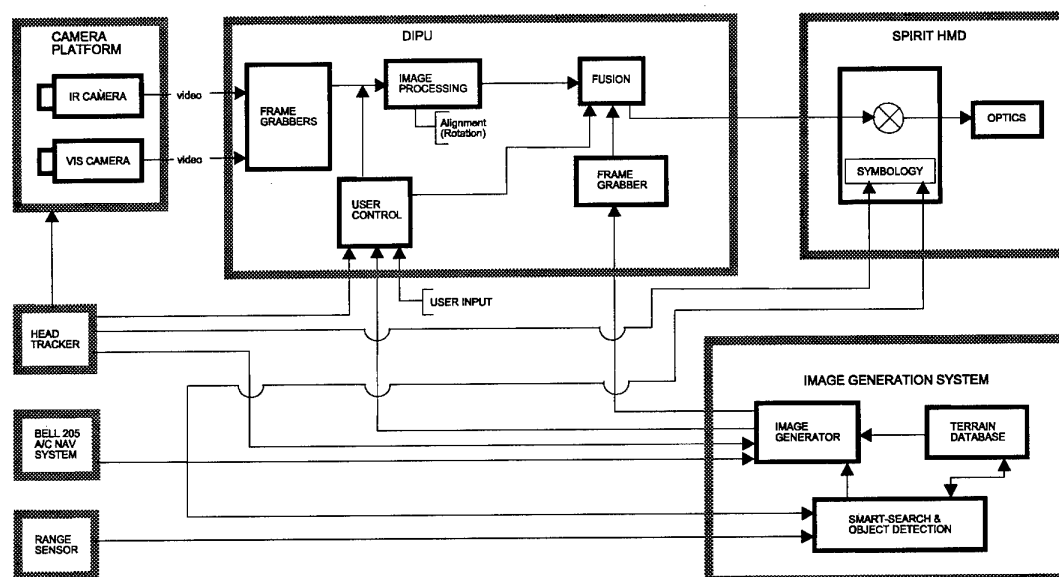 CAMERA
PLATFORM
IR CAMERA
VIS CAMERA
video
video
DIPU
FRAME
GRABBERS
IMAGE
PROCESSING
Alignment
(Rotation)
FUSION
FRAME
GRABBER
USER
CONTROL
USER INPUT
SPIRIT HMD
OPTICS
SYMBOLOGY
HEAD
TRACKER
BELL 205
A/C NAV
SYSTEM
RANGE
SENSOR
IMAGE GENERATION SYSTEM
IMAGE
GENERATOR
TERRAIN
DATABASE
SMART-SEARCH &
OBJECT DETECTION